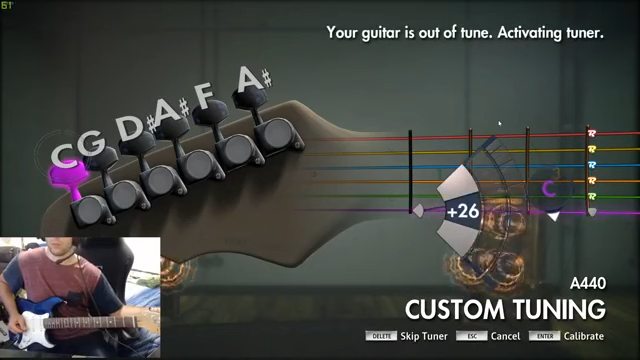 61
Your guitar is out of tune. Activating tuner.
C G D A# F A#
R
R
R
R
R
+26
C
A440
CUSTOM TUNING
DELETE Skip Tuner ESC Cancel ENTER Calibrate